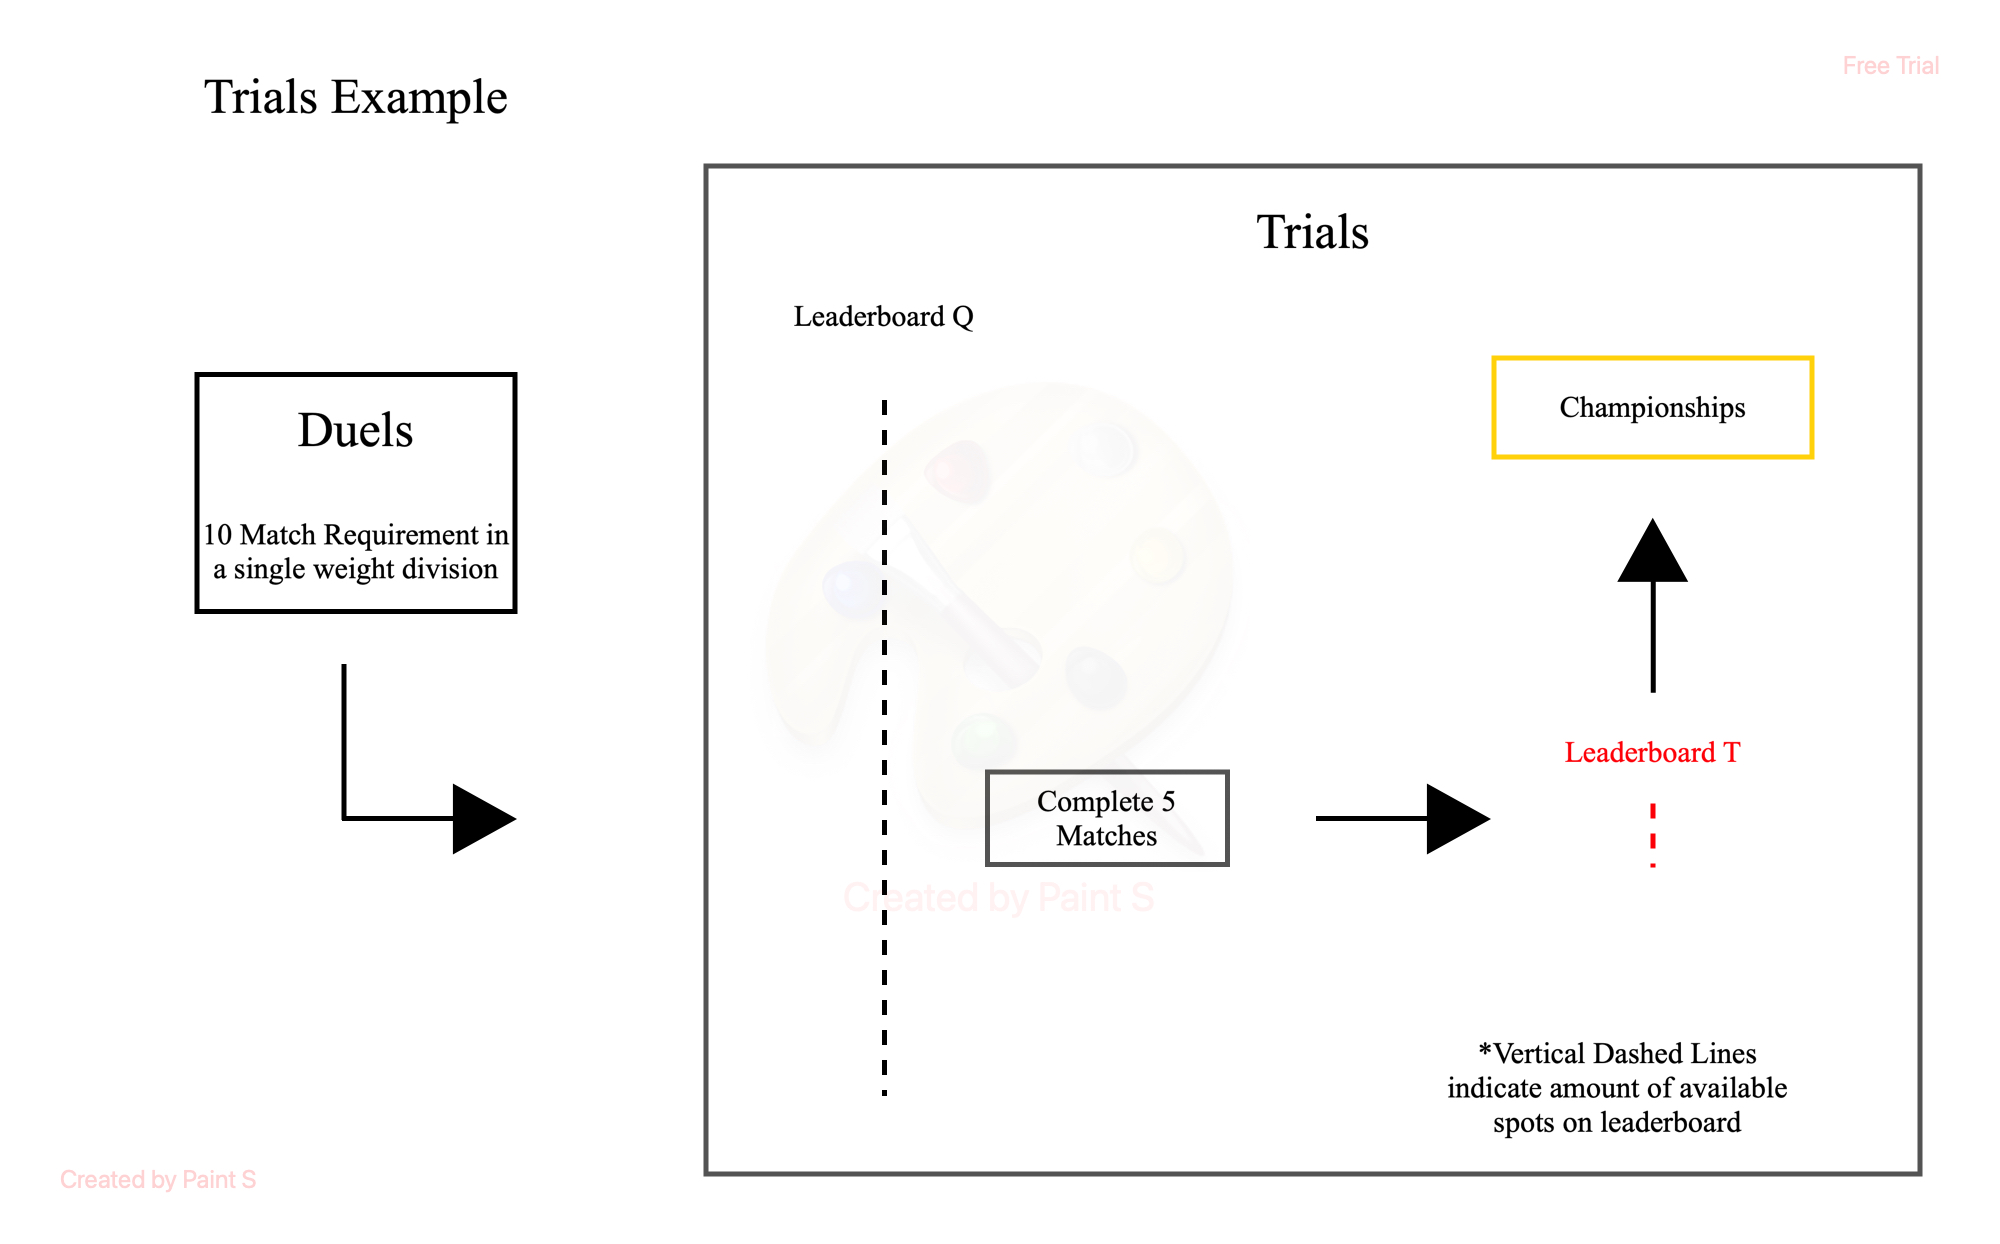 Free Trial
Trials Example
Trials
Leaderboard Q
Championships
Duels
10 Match Requirement in
a single weight division
Leaderboard T
Complete 5
Matches
Created by Paint S
*Vertical Dashed Lines
indicate amount of available
spots on leaderboard
Created by Paint S